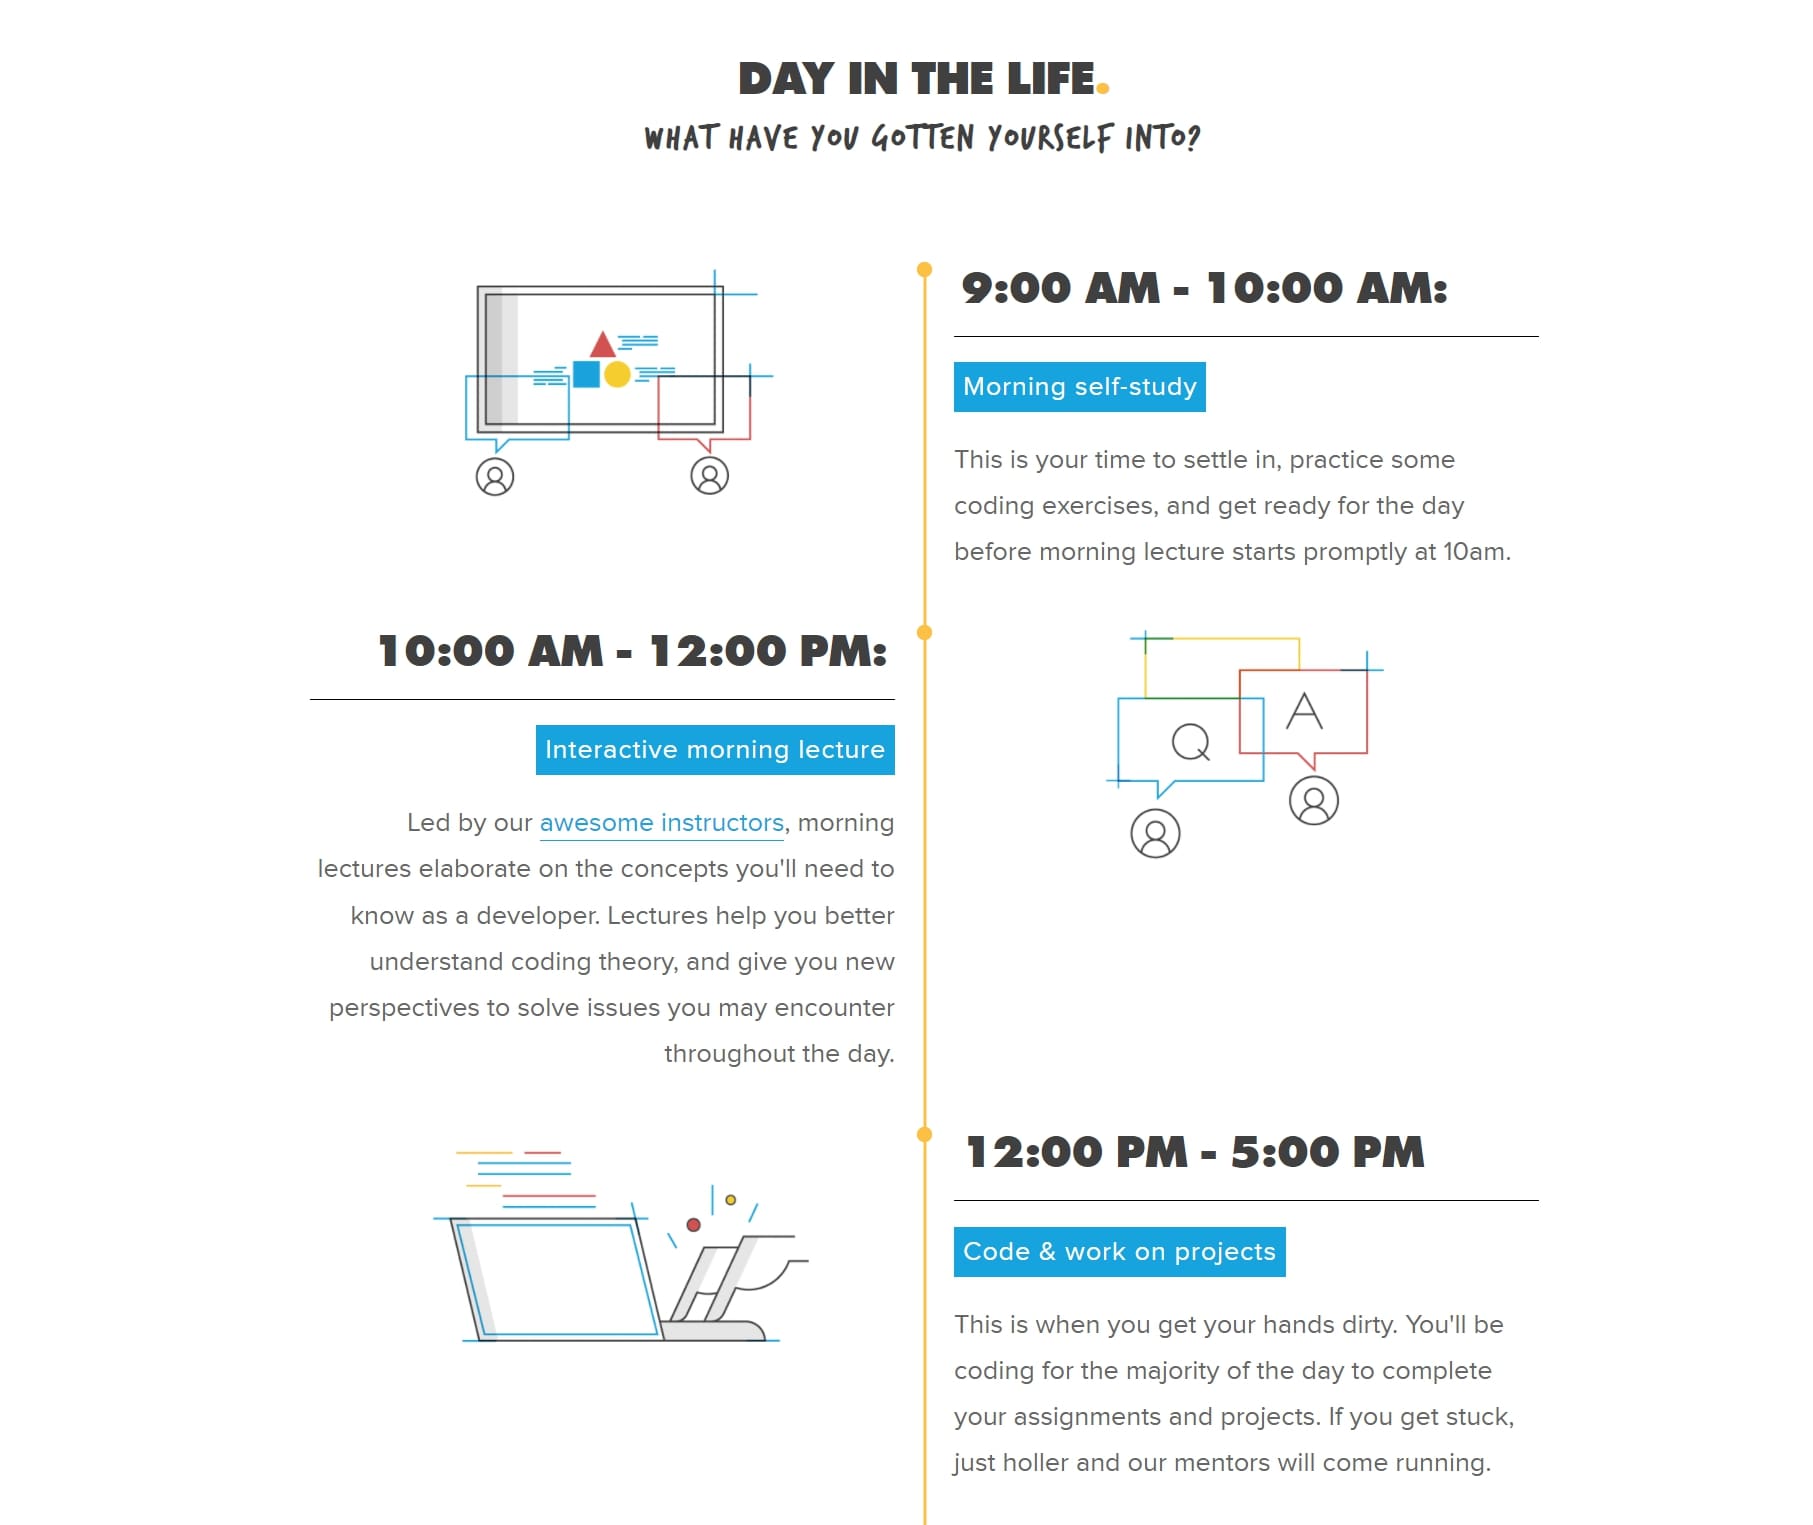 DAY IN THE LIFE.
WHAT HAVE YOU GOTTEN YOURSELF INTO?
9:00 AM - 10:00 AM:
Morning self-study
This is your time to settle in, practice some
coding exercises, and get ready for the day
before morning lecture starts promptly at 10am.
10:00 AM - 12:00 PM:
Interactive morning lecture
Led by our awesome instructors, morning
lectures elaborate on the concepts you'll need to
know as a developer. Lectures help you better
understand coding theory, and give you new
perspectives to solve issues you may encounter
throughout the day.
Q
A
12:00 PM - 5:00 PM
Code & work on projects
This is when you get your hands dirty. You'll be
coding for the majority of the day to complete
your assignments and projects. If you get stuck,
just holler and our mentors will come running.